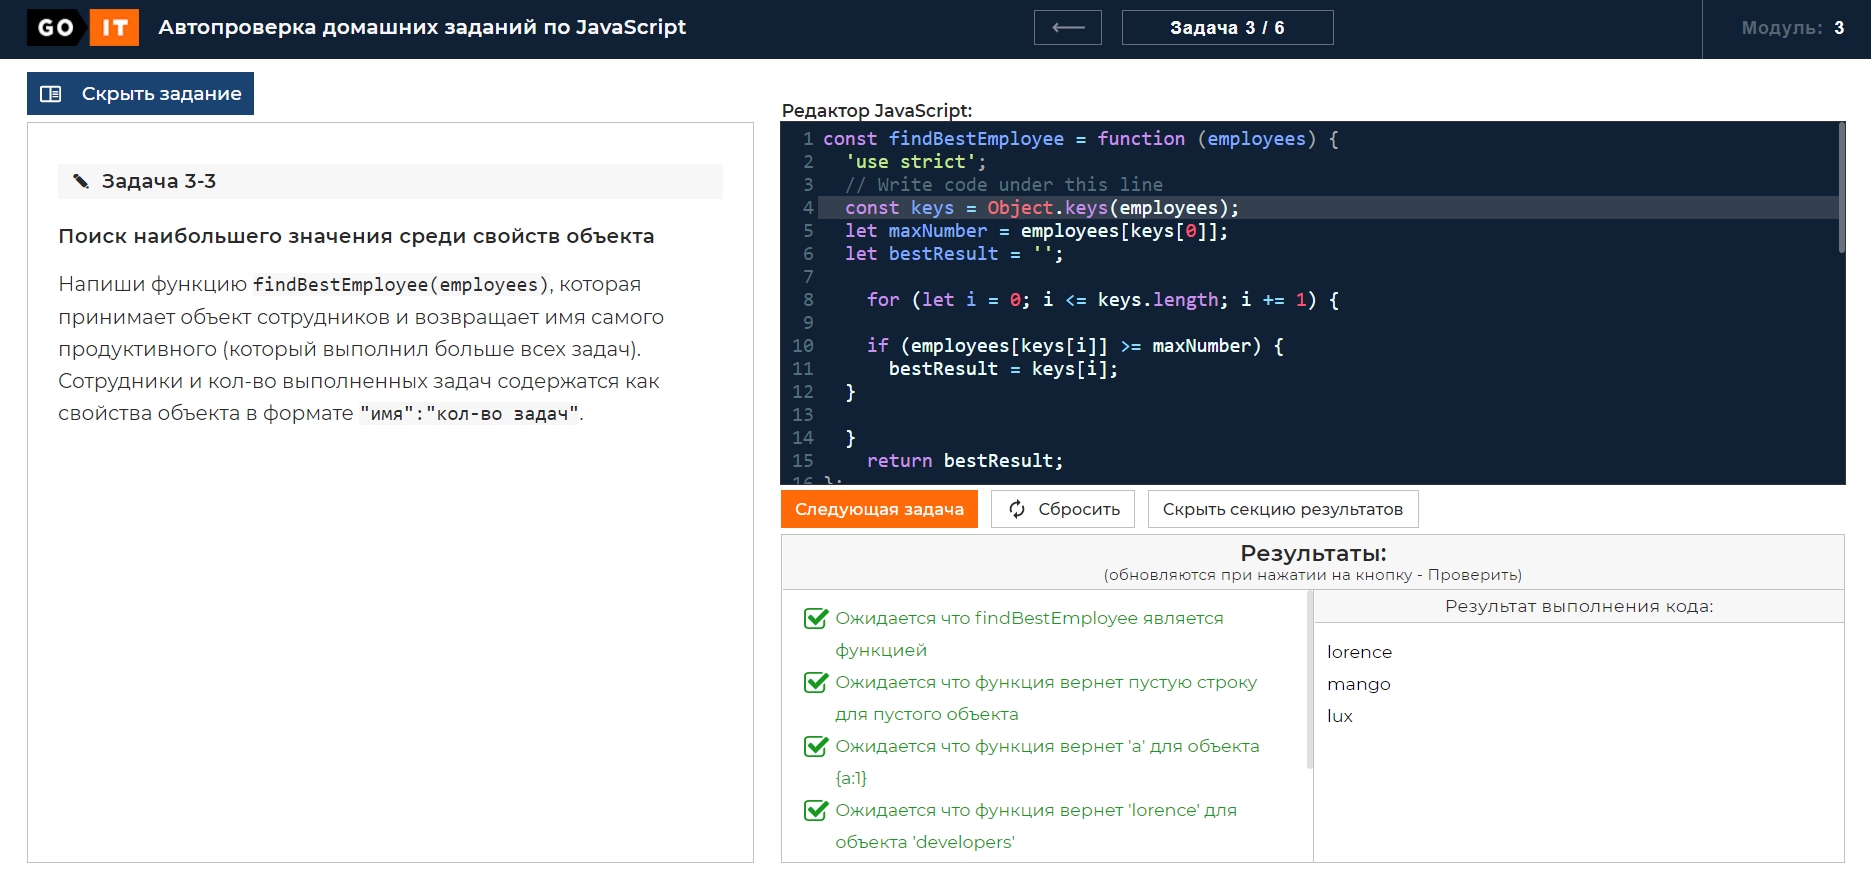 GO IT Автопроверка домашних заданий по JavaScript
Задача 3 / 6
Модуль: 3
Скрыть задание
Задача 3-3
Поиск наибольшего значения среди свойств объекта
Напиши функцию findBestEmployee(employees), которая
принимает объект сотрудников и возвращает имя самого
продуктивного (который выполнил больше всех задач).
Сотрудники и кол-во выполненных задач содержатся как
свойства объекта в формате "имя":"кол-во задач".
Редактор JavaScript:
1 const findBestEmployee = function (employees) {
2 'use strict';
3 // Write code under this line
4 const keys = Object.keys(employees);
5 let maxNumber = employees[keys[0]];
6 let bestResult = '';
7
8 for (let i = 0; i <= keys.length; i += 1) {
9
10 if (employees[keys[i]] >= maxNumber) {
11 bestResult = keys[i];
12 }
13
14 }
15 return bestResult;
16 };
Следующая задача
Сбросить
Скрыть секцию результатов
Результаты:
(обновляются при нажатии на кнопку - Проверить)
Ожидается что findBestEmployee является
функцией
Ожидается что функция вернет пустую строку
для пустого объекта
Ожидается что функция вернет 'a' для объекта
{a:1}
Ожидается что функция вернет 'lorence' для
объекта 'developers'
Результат выполнения кода:
lorence
mango
lux